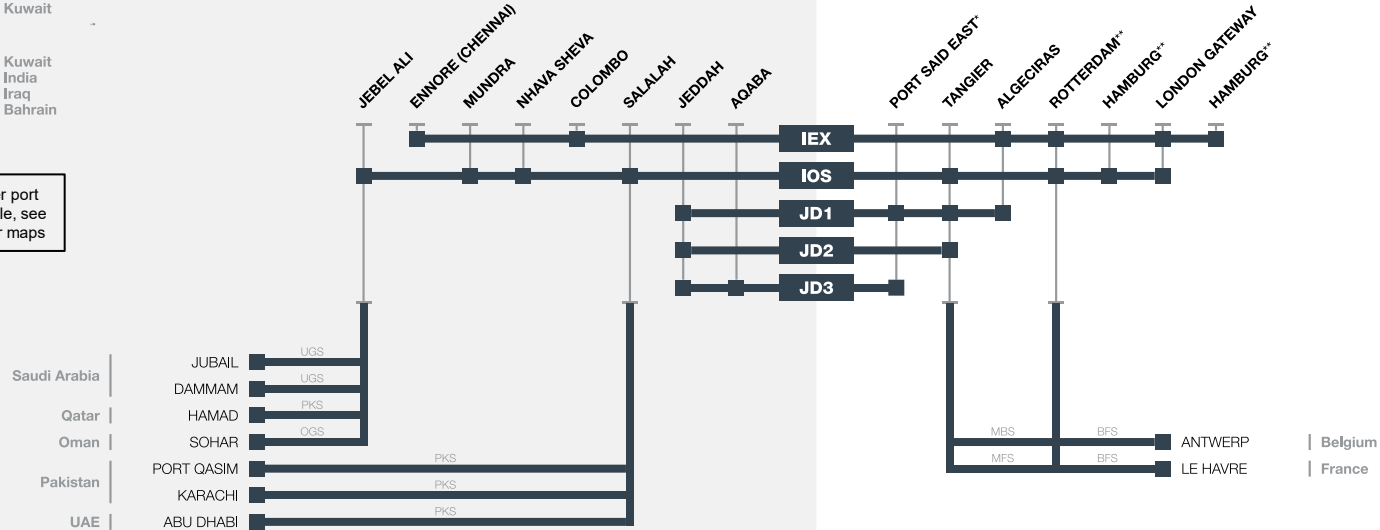 Kuwait
Kuwait
India
Iraq
Bahrain
JEBEL ALI
ENNORE (CHENNAI)
MUNDRA
NHAVA SHEVA
COLOMBO
SALALAH
JEDDAH
AQABA
PORT SAID EAST*
TANGIER
ALGECIRAS
ROTTERDAM**
HAMBURG**
LONDON GATEWAY
HAMBURG**
IEX
IOS
JD1
JD2
JD3
r port
le, see
r maps
Saudi Arabia
JUBAIL
UGS
DAMMAM
UGS
Qatar
HAMAD
PKS
Oman
SOHAR
OGS
Pakistan
PORT QASIM
PKS
KARACHI
PKS
UAE
ABU DHABI
PKS
MBS
BFS
ANTWERP
Belgium
MFS
BFS
LE HAVRE
France